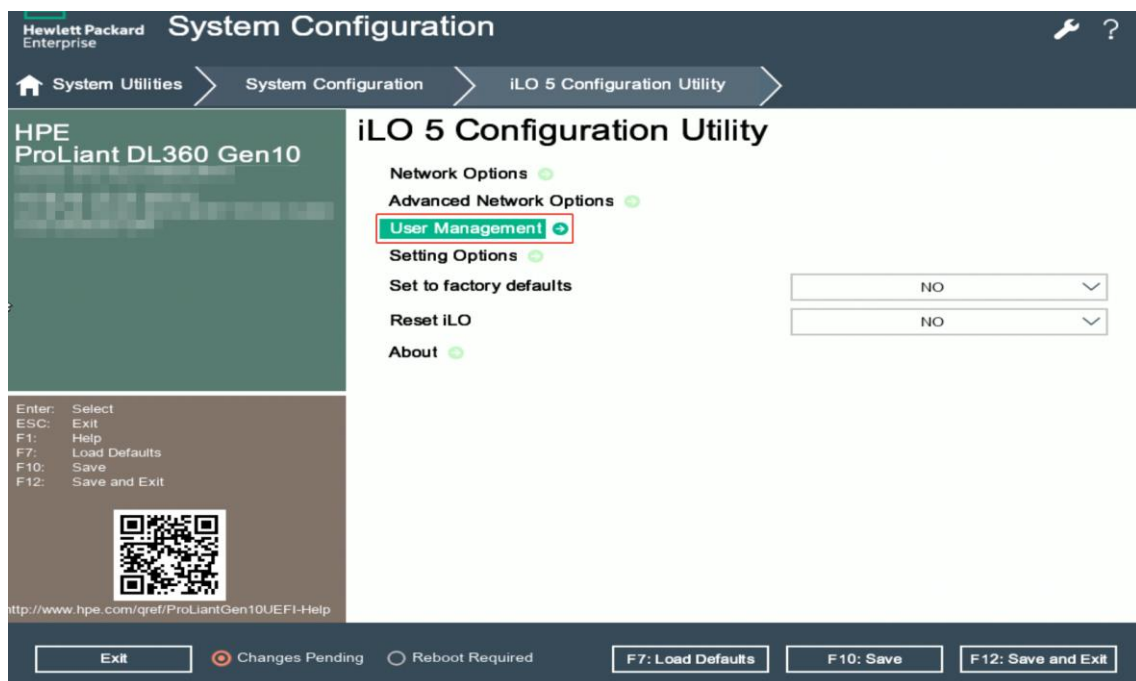 Hewlett Packard
Enterprise
System Configuration
?
System Utilities
System Configuration
iLO 5 Configuration Utility
HPE
ProLiant DL360 Gen10
iLO 5 Configuration Utility
Network Options
Advanced Network Options
User Management
Setting Options
Set to factory defaults NO
Reset iLO NO
About
Enter: Select
ESC: Exit
F1: Help
F7: Load Defaults
F10: Save
F12: Save and Exit
http://www.hpe.com/qref/ProLiantGen10UEFI-Help
Exit
Changes Pending
Reboot Required
F7: Load Defaults
F10: Save
F12: Save and Exit